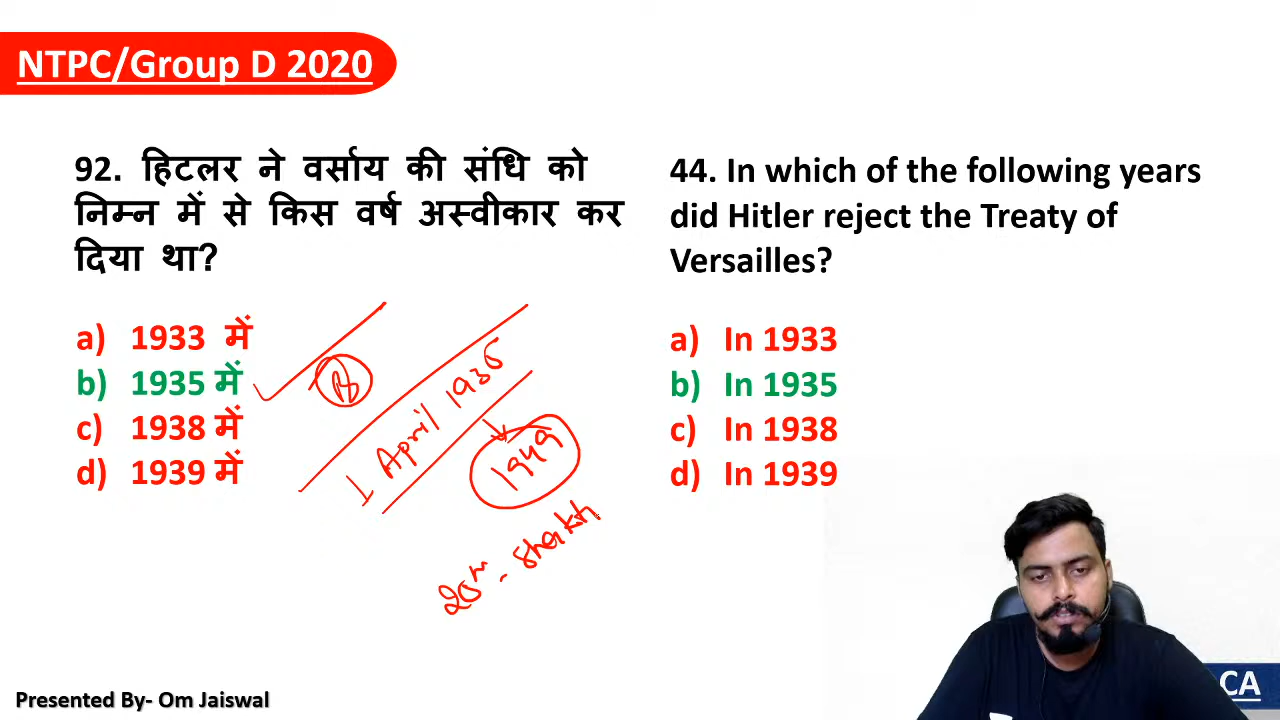 NTPC/Group D 2020
92. हिटलर ने वर्साय की संधि को
निम्न में से किस वर्ष अस्वीकार कर
दिया था?
a) 1933 में
b) 1935 में
c) 1938 में
d) 1939 में
1 April 1935
1949
44. In which of the following years
did Hitler reject the Treaty of
Versailles?
a) In 1933
b) In 1935
c) In 1938
d) In 1939
Presented By- Om Jaiswal
CA